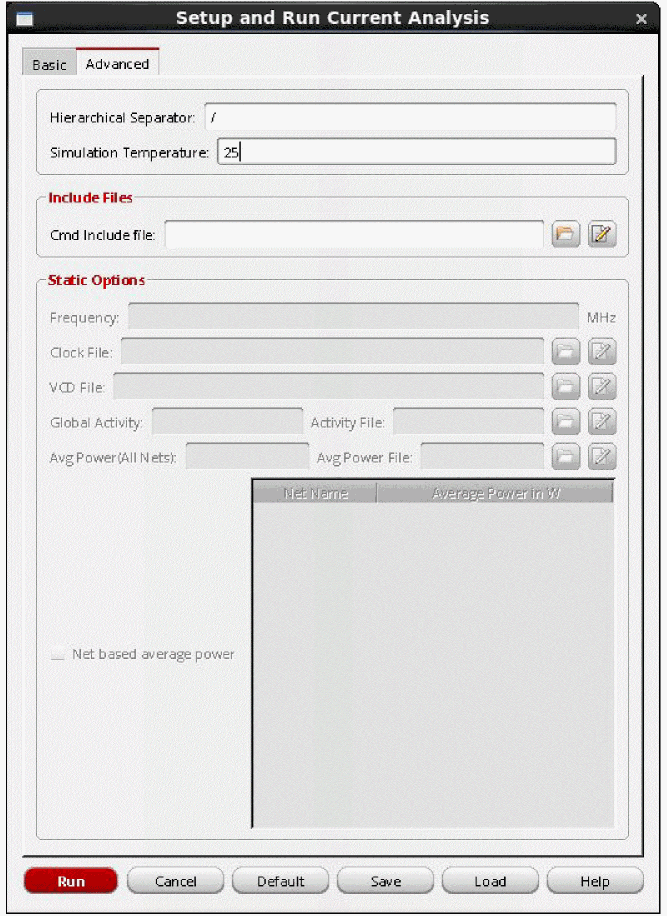 Setup and Run Current Analysis
Basic Advanced
Hierarchical Separator: /
Simulation Temperature: 25
Include Files
Cmd Include file:
Static Options
Frequency: MHz
Clock File:
VCD File:
Global Activity: Activity File:
Avg Power(All Nets): Avg Power File:
Net Name Average Power in W
Net based average power
Run Cancel Default Save Load Help